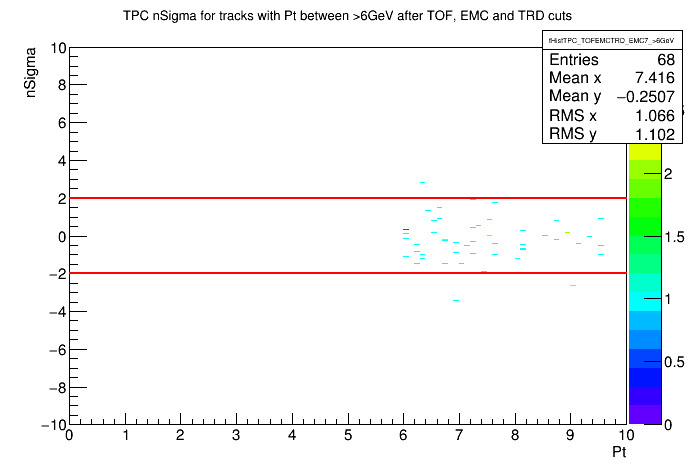 TPC nSigma for tracks with Pt between >6GeV after TOF, EMC and TRD cuts
fHistTPC_TOFEMCTRD_EMC7_>6GeV
Entries 68
Mean x 7.416
Mean y −0.2507
RMS x 1.066
RMS y 1.102
nSigma
10
8
6
4
2
0
−2
−4
−6
−8
−10
0 1 2 3 4 5 6 7 8 9 10
Pt
2
1.5
1
0.5
0